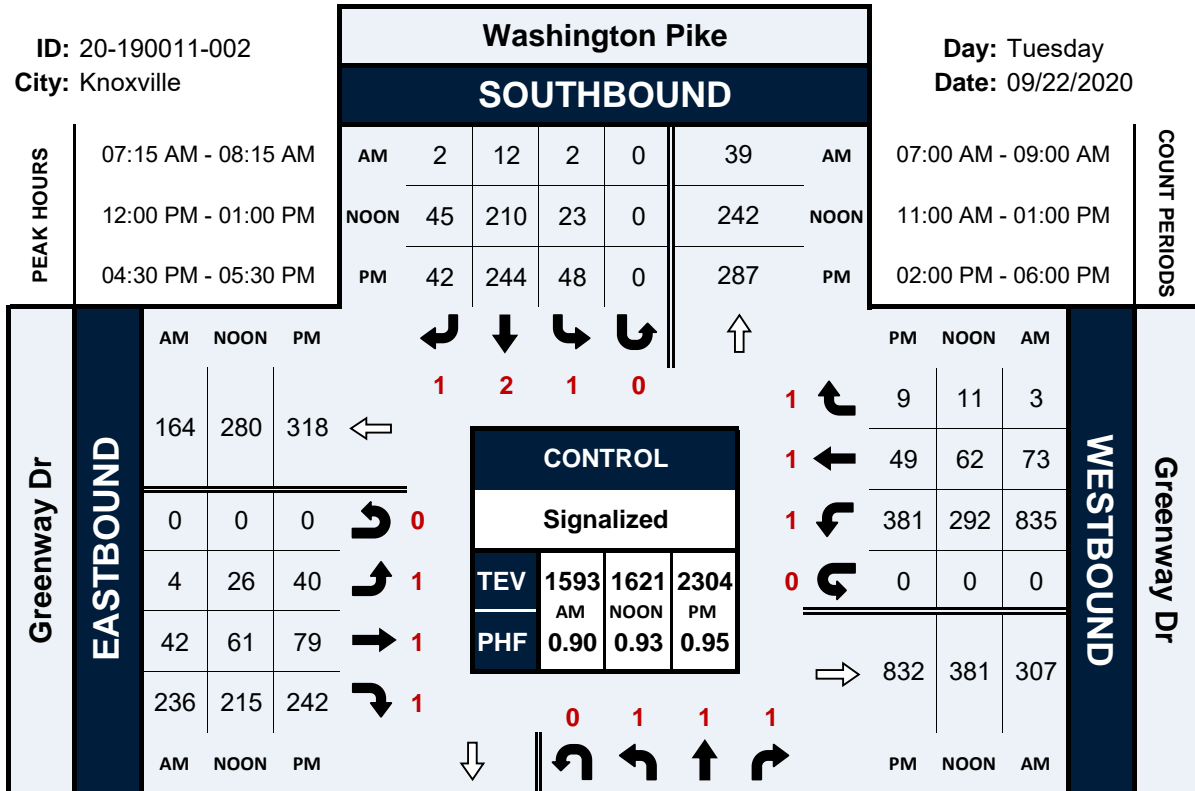 ID: 20-190011-002
City: Knoxville
Washington Pike
SOUTHBOUND
Day: Tuesday
Date: 09/22/2020
PEAK HOURS
07:15 AM - 08:15 AM
12:00 PM - 01:00 PM
04:30 PM - 05:30 PM
AM 2 12 2 0 39 AM
NOON 45 210 23 0 242 NOON
PM 42 244 48 0 287 PM
07:00 AM - 09:00 AM
11:00 AM - 01:00 PM
02:00 PM - 06:00 PM
COUNT PERIODS
1 2 1 0
Greenway Dr
EASTBOUND
AM NOON PM
164 280 318
0 0 0 0
4 26 40 1
42 61 79 1
236 215 242 1
AM NOON PM
CONTROL
Signalized
TEV 1593 1621 2304
AM NOON PM
PHF 0.90 0.93 0.95
PM NOON AM
1 9 11 3
1 49 62 73
1 381 292 835
0 0 0 0
832 381 307
PM NOON AM
WESTBOUND
Greenway Dr
0 1 1 1